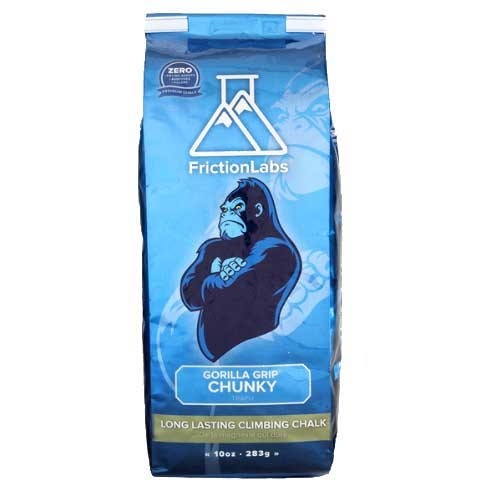 ZERO
PREMIUM CHALK
FrictionLabs
GORILLA GRIP
CHUNKY
LONG LASTING CLIMBING CHALK
« 10oz - 283g »